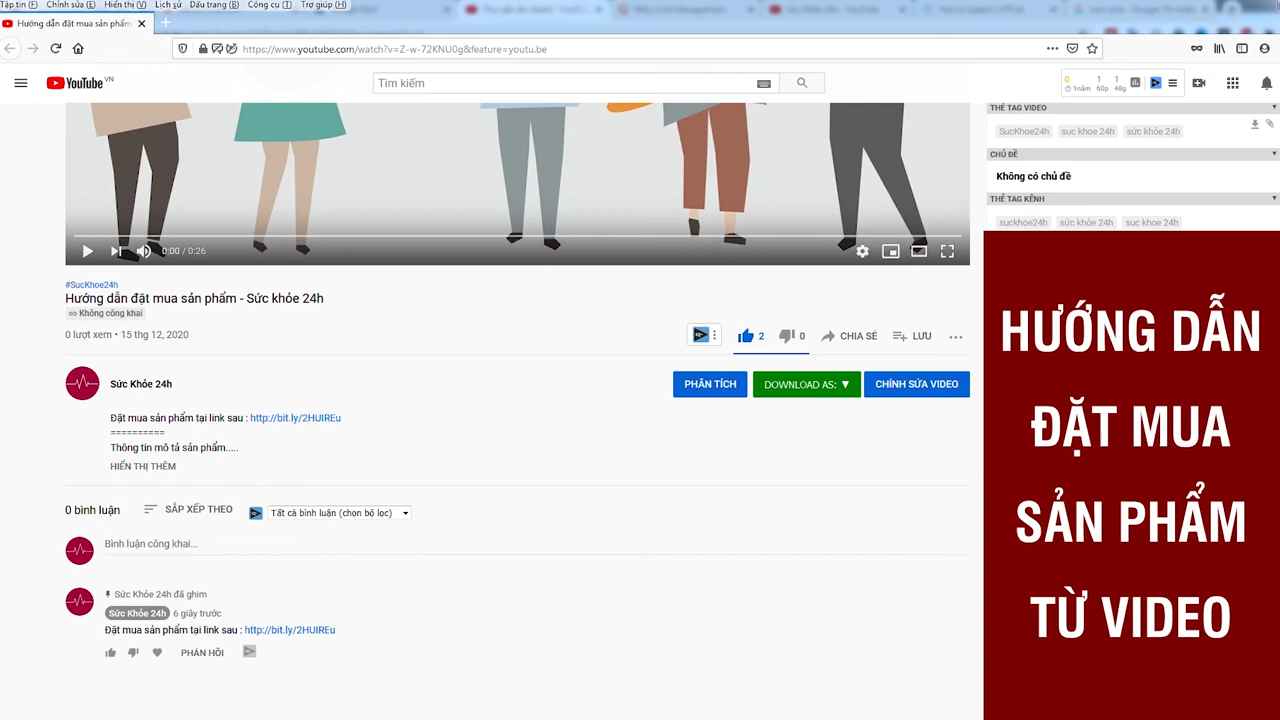 Tập tin (F) Chỉnh sửa (E) Hiển thị (V) Lịch sử Dấu trang (B) Công cụ (T) Trợ giúp (H)
Hướng dẫn đặt mua sản phẩm
https://www.youtube.com/watch?v=Z-w-72KNU0g&feature=youtu.be
YouTube VN
Tìm kiếm
0 1 1
1năm 60p 48g
THẺ TAG VIDEO
SucKhoe24h suc khoe 24h sức khỏe 24h
CHỦ ĐỀ
Không có chủ đề
THẺ TAG KÊNH
suckhoe24h sức khỏe 24h suc khoe 24h
0:00 / 0:26
#SucKhoe24h
Hướng dẫn đặt mua sản phẩm - Sức khỏe 24h
Không công khai
0 lượt xem • 15 thg 12, 2020
2 0 CHIA SẺ LƯU
Sức Khỏe 24h
PHÂN TÍCH DOWNLOAD AS: ▼ CHỈNH SỬA VIDEO
Đặt mua sản phẩm tại link sau : http://bit.ly/2HUIREu
==========
Thông tin mô tả sản phẩm.....
HIỂN THỊ THÊM
0 bình luận SẮP XẾP THEO Tất cả bình luận (chọn bộ lọc)
Bình luận công khai...
Sức Khỏe 24h đã ghim
Sức Khỏe 24h 6 giây trước
Đặt mua sản phẩm tại link sau : http://bit.ly/2HUIREu
PHẢN HỒI
HƯỚNG DẪN
ĐẶT MUA
SẢN PHẨM
TỪ VIDEO